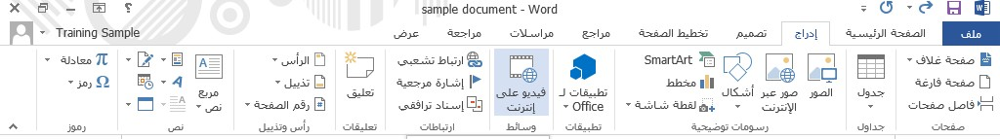 sample document - Word
Training Sample
ملف الصفحة الرئيسية إدراج تصميم تخطيط الصفحة مراجع مراسلات مراجعة عرض
صفحة غلاف
صفحة فارغة
فاصل صفحات
صفحات
جدول
جداول
الصور
صور عبر الإنترنت
أشكال
SmartArt
مخطط
لقطة شاشة
رسومات توضيحية
تطبيقات لـ Office
تطبيقات
فيديو على إنترنت
وسائط
ارتباط تشعبي
إشارة مرجعية
إسناد ترافقي
ارتباطات
تعليق
تعليقات
الرأس
تذييل
رقم الصفحة
رأس وتذييل
مربع نص
نص
معادلة
رمز
رموز